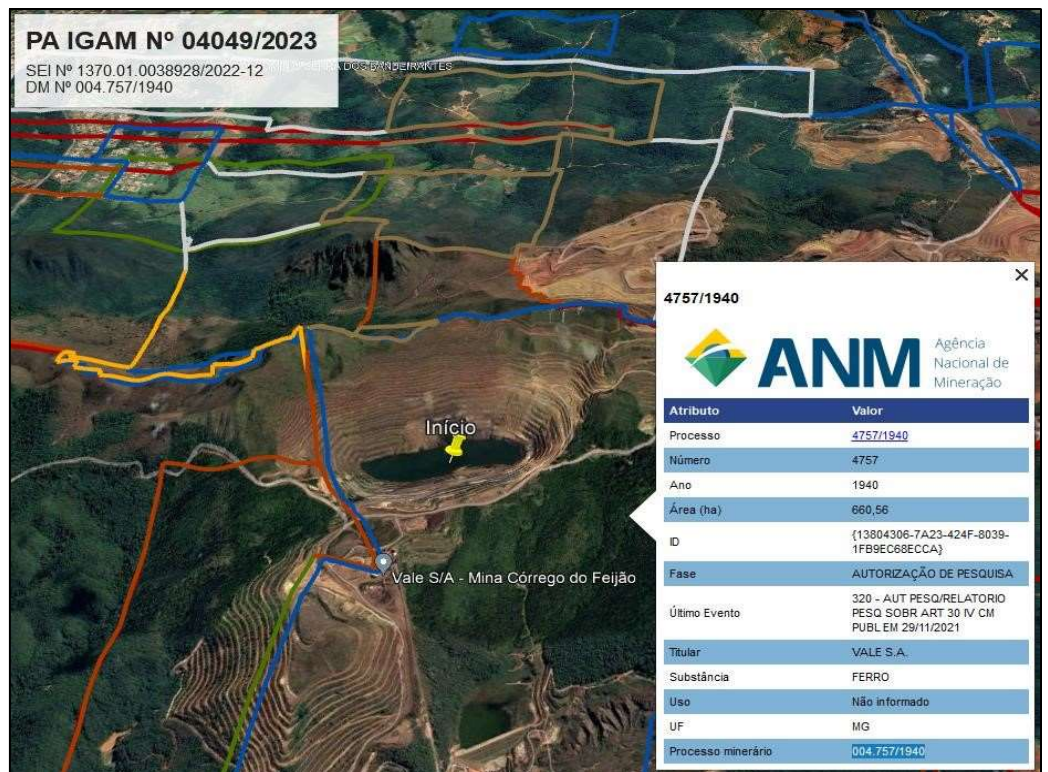 PA IGAM Nº 04049/2023
SEI Nº 1370.01.0038928/2022-12
DM Nº 004.757/1940
DOS BANDEIRANTES
Início
Vale S/A - Mina Córrego do Feijão
4757/1940
ANM
Agência
Nacional de
Mineração
Atributo Valor
Processo 4757/1940
Número 4757
Ano 1940
Área (ha) 660,56
ID {13804306-7A23-424F-8039-
1FB9EC68ECCA}
Fase AUTORIZAÇÃO DE PESQUISA
Último Evento 320 - AUT PESQ/RELATORIO
PESQ SOBR ART 30 IV CM
PUBL EM 29/11/2021
Titular VALE S.A.
Substância FERRO
Uso Não informado
UF MG
Processo minerário 004.757/1940